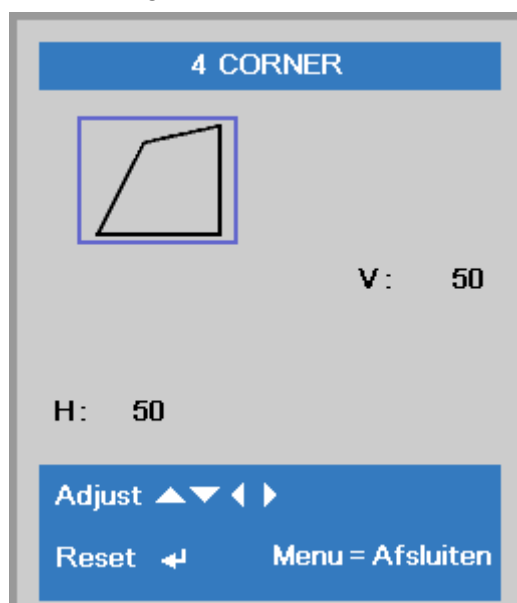 4 CORNER
V: 50
H: 50
Adjust
Reset Menu = Afsluiten